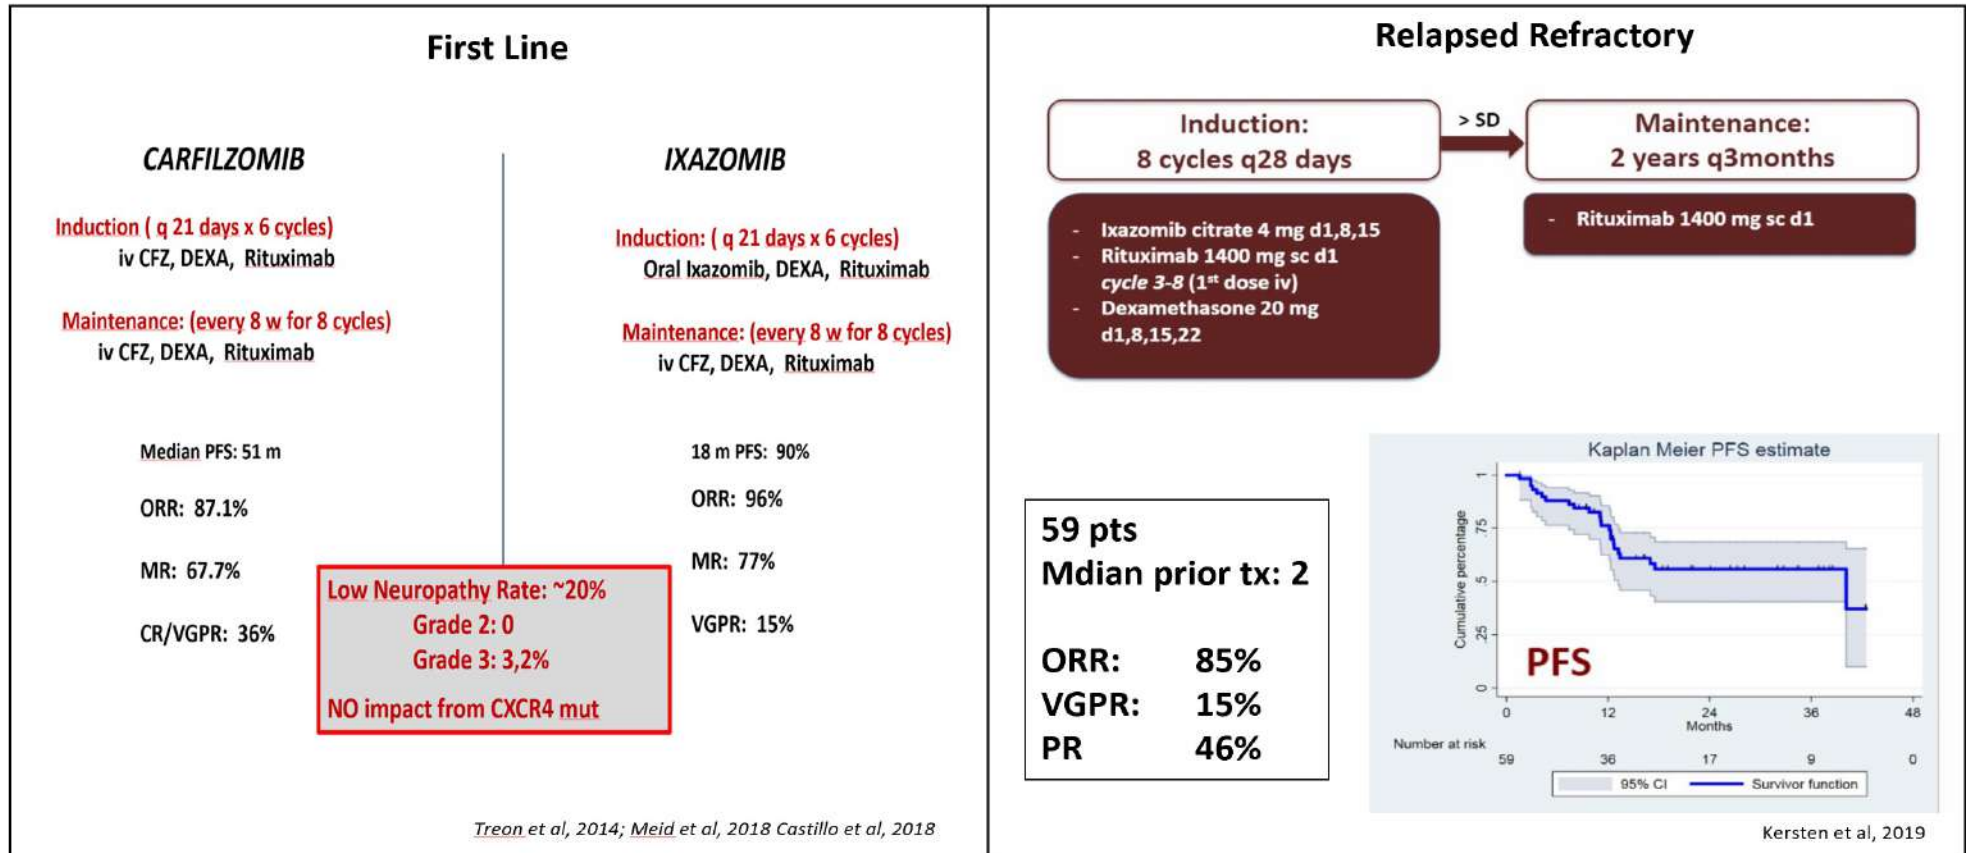 First Line
CARFILZOMIB
Induction ( q 21 days x 6 cycles)
iv CFZ, DEXA, Rituximab
Maintenance: (every 8 w for 8 cycles)
iv CFZ, DEXA, Rituximab
Median PFS: 51 m
ORR: 87.1%
MR: 67.7%
CR/VGPR: 36%
IXAZOMIB
Induction: ( q 21 days x 6 cycles)
Oral Ixazomib, DEXA, Rituximab
Maintenance: (every 8 w for 8 cycles)
iv CFZ, DEXA, Rituximab
18 m PFS: 90%
ORR: 96%
MR: 77%
VGPR: 15%
Low Neuropathy Rate: ~20%
Grade 2: 0
Grade 3: 3,2%
NO impact from CXCR4 mut
Treon et al, 2014; Meid et al, 2018 Castillo et al, 2018
Relapsed Refractory
Induction:
8 cycles q28 days
> SD
Maintenance:
2 years q3months
- Ixazomib citrate 4 mg d1,8,15
- Rituximab 1400 mg sc d1
cycle 3-8 (1st dose iv)
- Dexamethasone 20 mg
d1,8,15,22
- Rituximab 1400 mg sc d1
59 pts
Mdian prior tx: 2
ORR: 85%
VGPR: 15%
PR 46%
Kaplan Meier PFS estimate
Cumulative percentage
1
.75
.5
.25
0
PFS
0 12 24 36 48
Months
Number at risk
59 36 17 9 0
95% CI Survivor function
Kersten et al, 2019